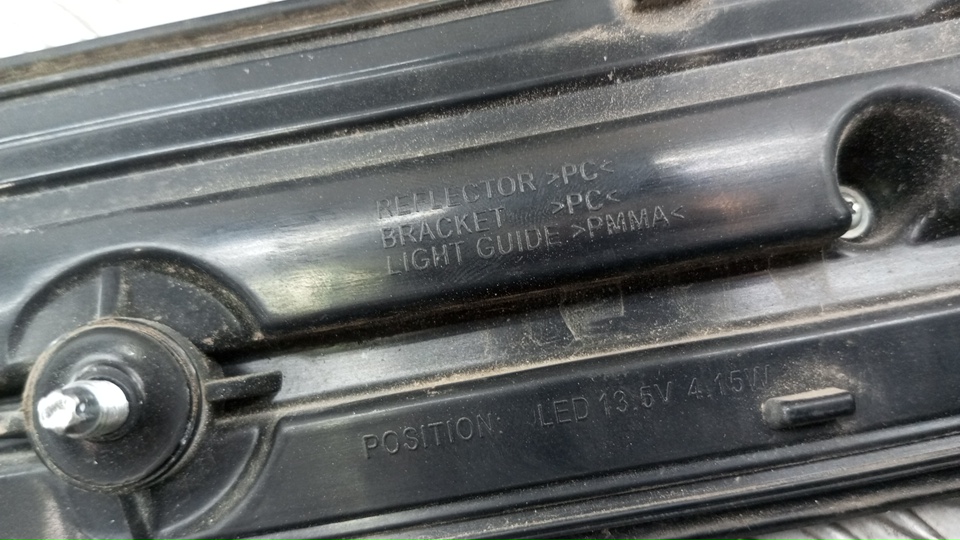 REFLECTOR >PC<
BRACKET >PC<
LIGHT GUIDE >PMMA<
POSITION: LED 13.5V 4.15W